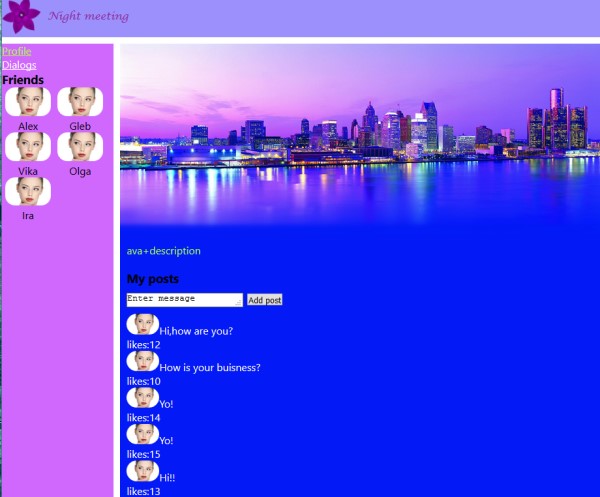 Night meeting
Profile
Dialogs
Friends
Alex Gleb
Vika Olga
Ira
ava+description
My posts
Enter message Add post
Hi,how are you?
likes:12
How is your buisness?
likes:10
Yo!
likes:14
Yo!
likes:15
Hi!!
likes:13